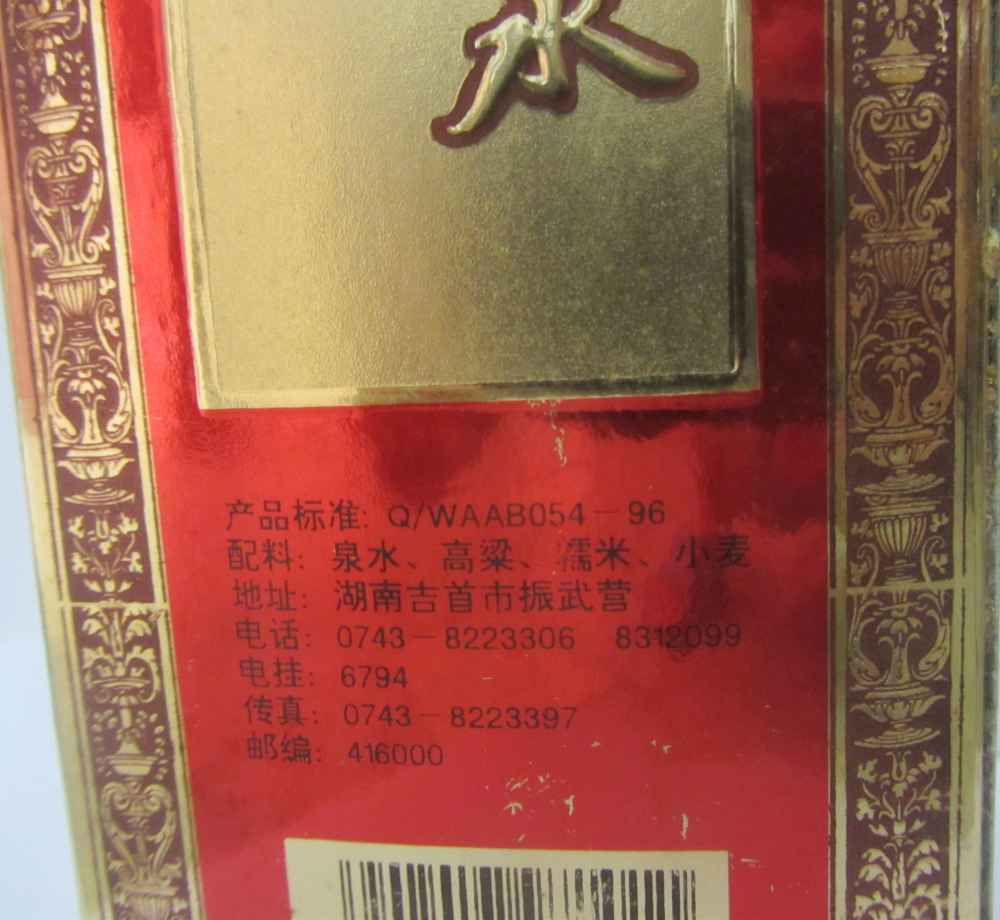 产品标准: Q/WAAB054－96
配料: 泉水、高粱、糯米、小麦
地址: 湖南吉首市振武营
电话: 0743－8223306 8312099
电挂: 6794
传真: 0743－8223397
邮编: 416000